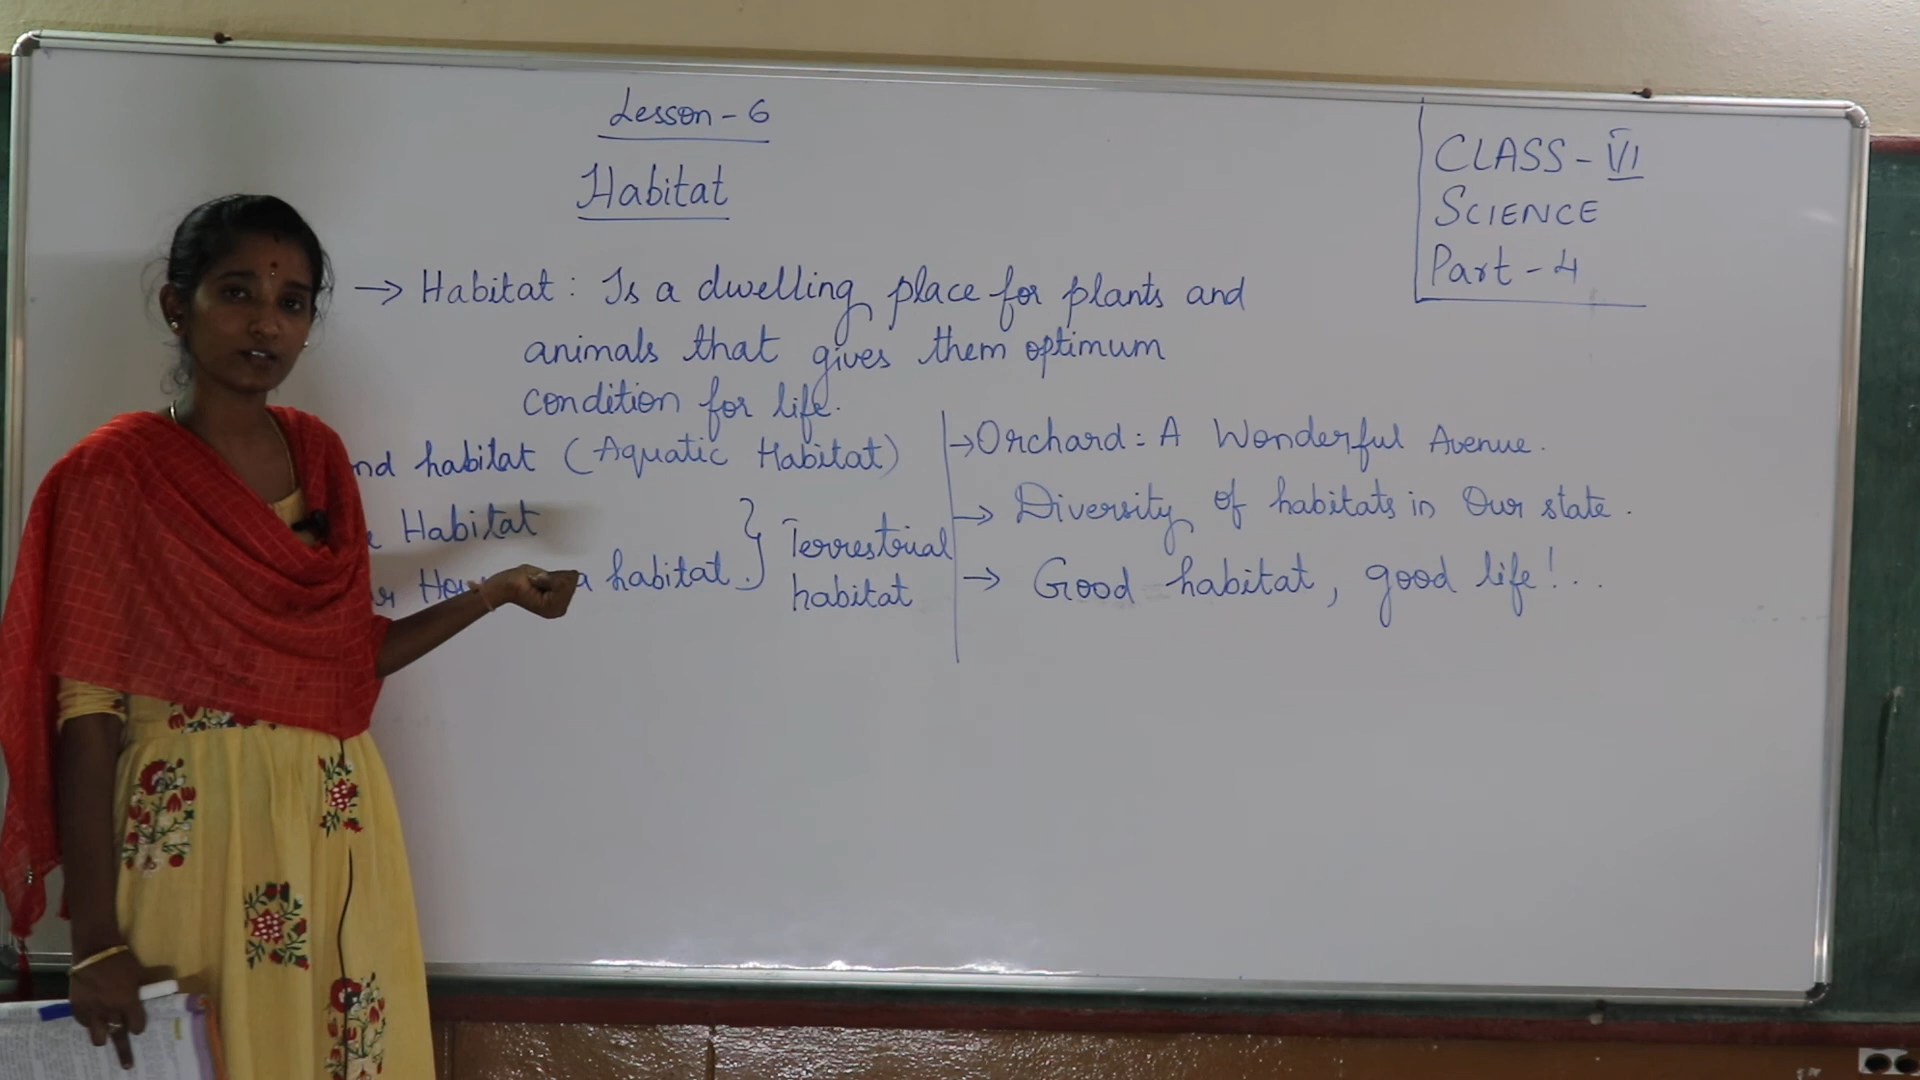 Lesson - 6
Habitat
CLASS - VI
SCIENCE
Part - 4
→ Habitat : Is a dwelling place for plants and
animals that gives them optimum
condition for life.
nd habitat (Aquatic Habitat)
Habitat
a habitat.
} Terrestrial
habitat
→ Orchard : A Wonderful Avenue.
→ Diversity of habitats in Our state.
→ Good habitat, good life!...